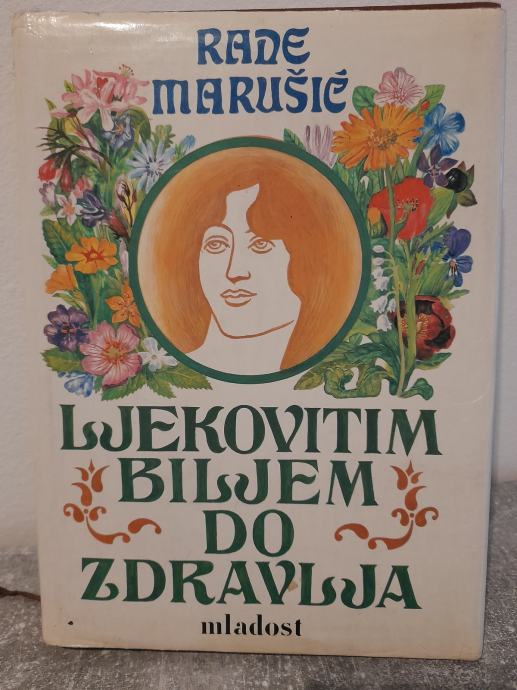 RADE
MARUŠIĆ
LJEKOVITIM
BILJEM
DO
ZDRAVLJA
mladost